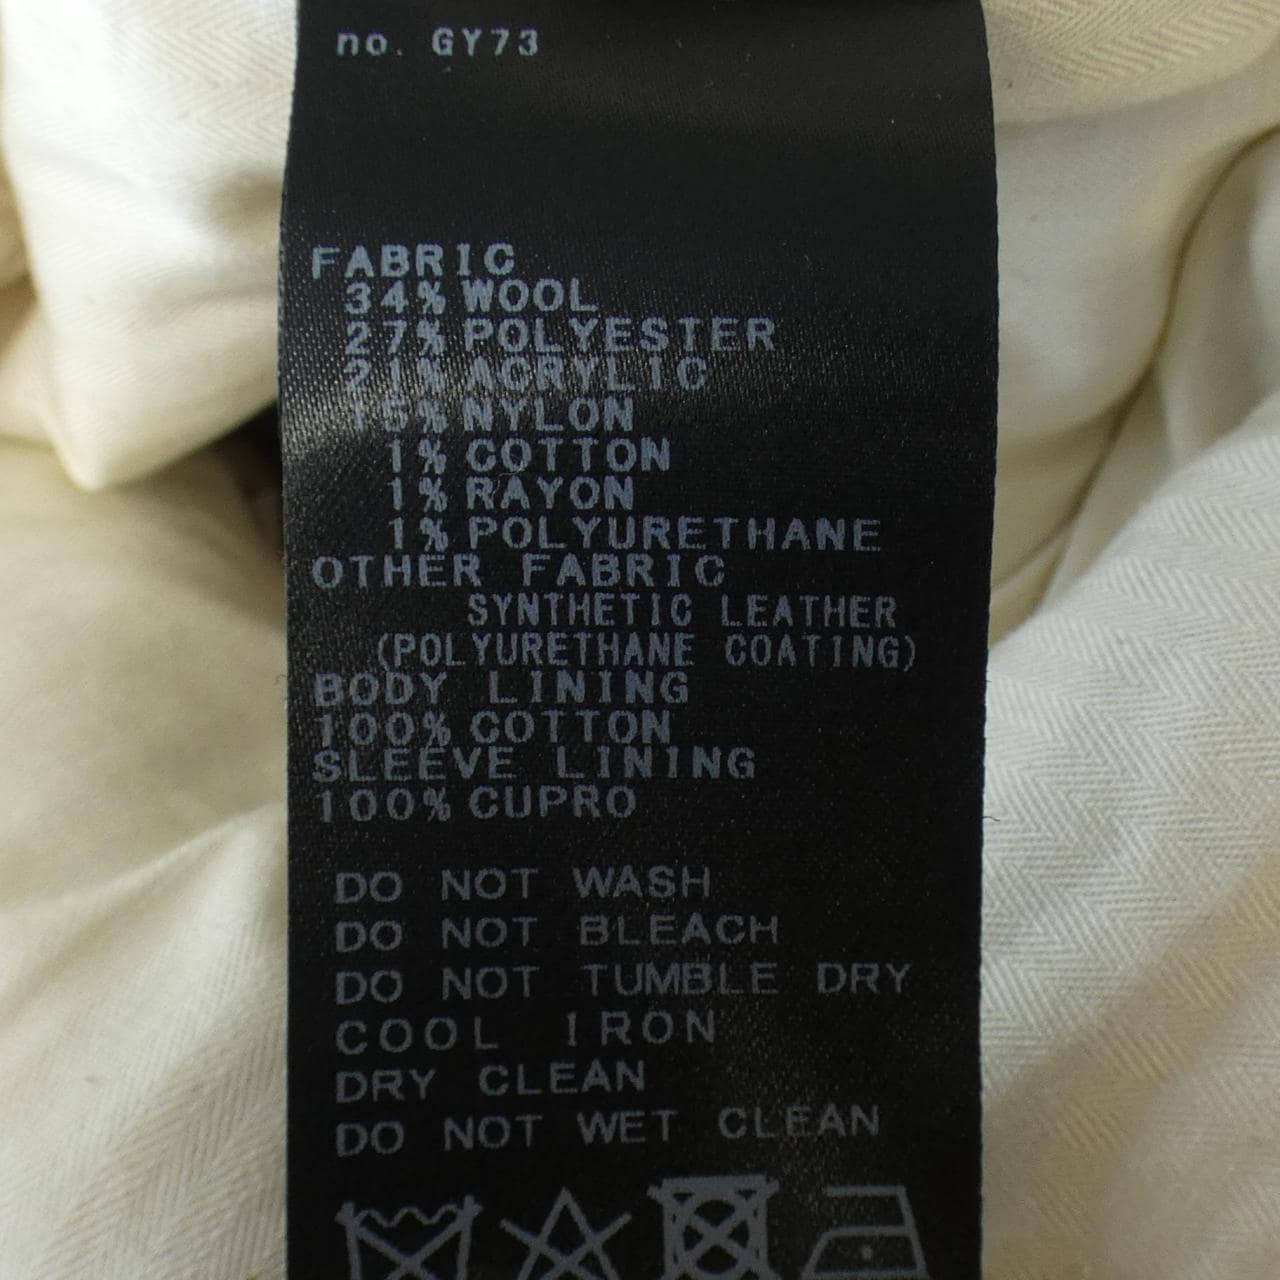 no. GY73
FABRIC
34% WOOL
27% POLYESTER
21% ACRYLIC
15% NYLON
1% COTTON
1% RAYON
1% POLYURETHANE
OTHER FABRIC
SYNTHETIC LEATHER
(POLYURETHANE COATING)
BODY LINING
100% COTTON
SLEEVE LINING
100% CUPRO
DO NOT WASH
DO NOT BLEACH
DO NOT TUMBLE DRY
COOL IRON
DRY CLEAN
DO NOT WET CLEAN